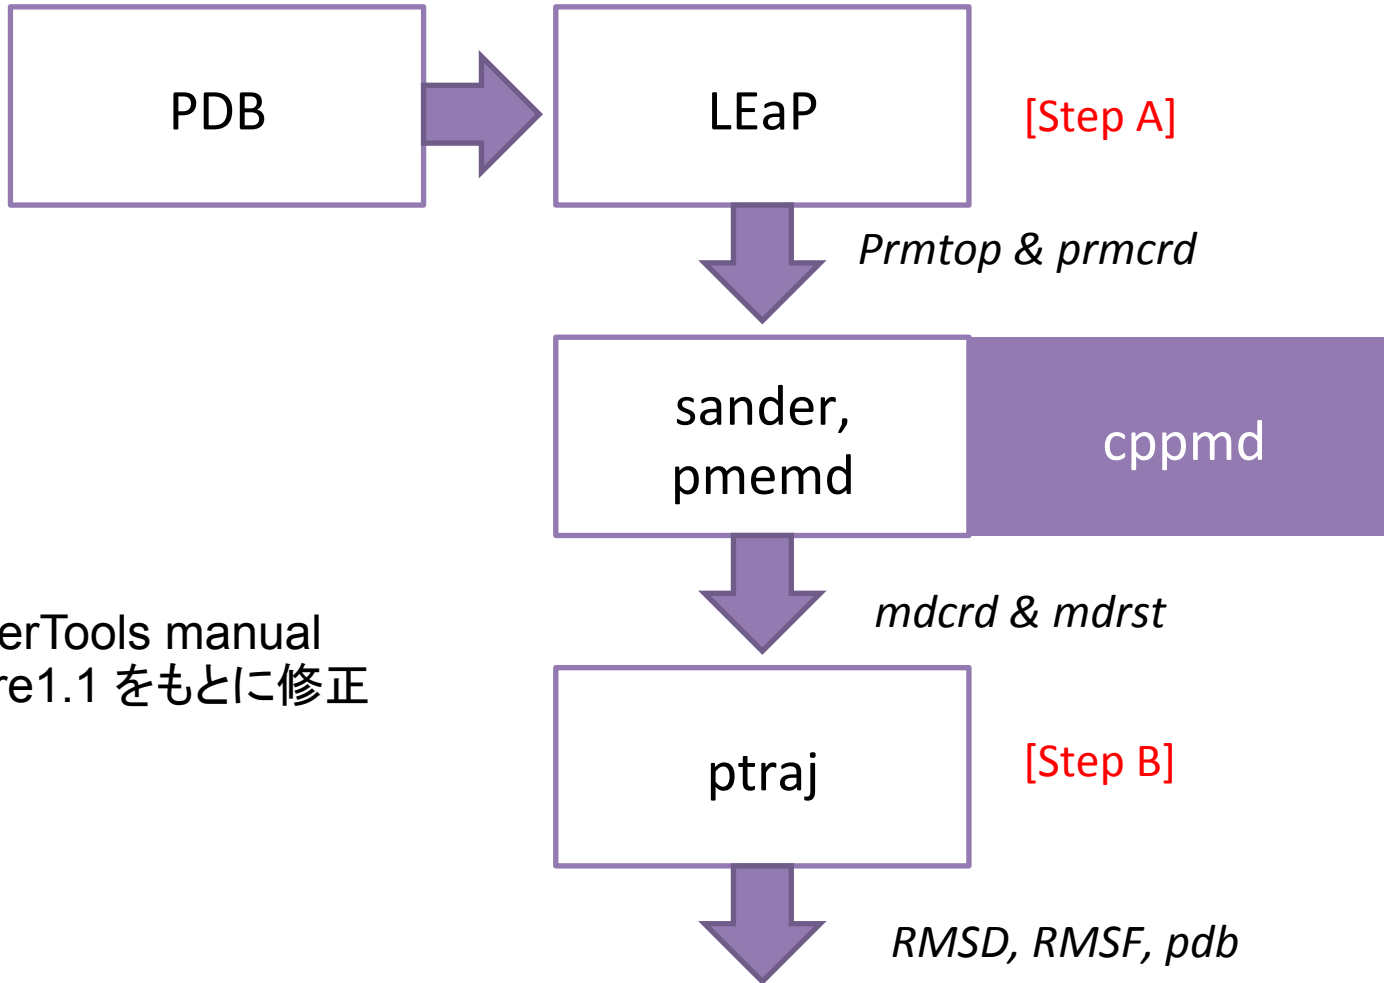 PDB
LEaP
[Step A]
Prmtop & prmcrd
sander,
pmemd
cppmd
mdcrd & mdrst
erTools manual
re1.1 をもとに修正
ptraj
[Step B]
RMSD, RMSF, pdb